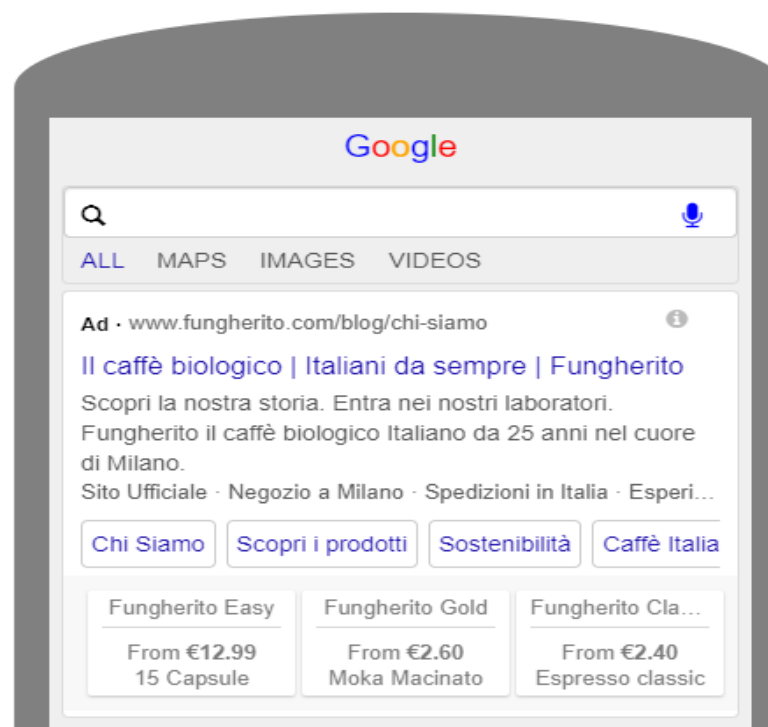 Google
ALL MAPS IMAGES VIDEOS
Ad · www.fungherito.com/blog/chi-siamo
Il caffè biologico | Italiani da sempre | Fungherito
Scopri la nostra storia. Entra nei nostri laboratori.
Fungherito il caffè biologico Italiano da 25 anni nel cuore
di Milano.
Sito Ufficiale · Negozio a Milano · Spedizioni in Italia · Esperi...
Chi Siamo Scopri i prodotti Sostenibilità Caffè Italia
Fungherito Easy Fungherito Gold Fungherito Cla...
From €12.99 From €2.60 From €2.40
15 Capsule Moka Macinato Espresso classic